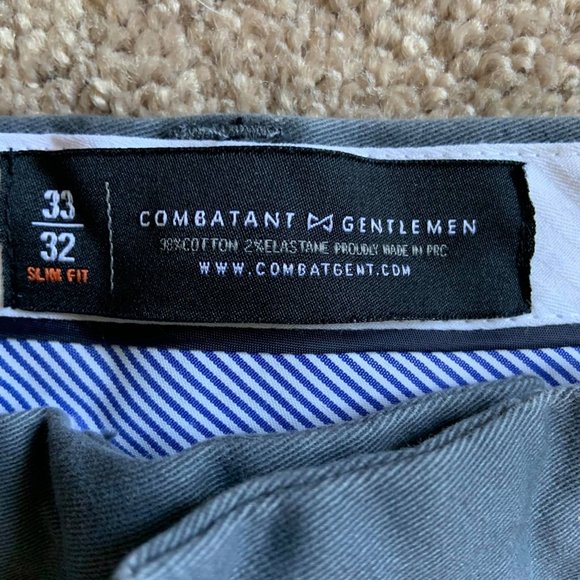 33
32
SLIM FIT
COMBATANT GENTLEMEN
98%COTTON 2%ELASTANE PROUDLY MADE IN PRC
WWW.COMBATGENT.COM